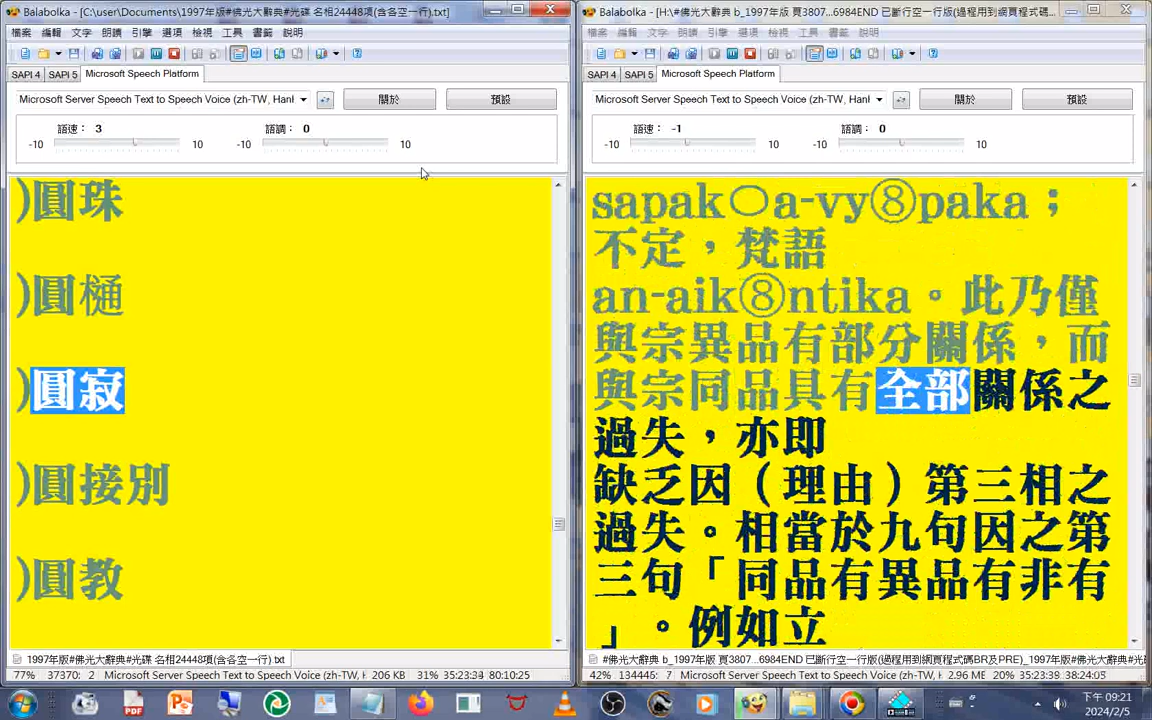 Balabolka - [C:\user\Documents\1997年版#佛光大辭典#光碟 名相24448項(含各空一行).txt]
檔案 編輯 文字 朗讀 引擎 選項 檢視 工具 書籤 說明
SAPI 4 SAPI 5 Microsoft Speech Platform
Microsoft Server Speech Text to Speech Voice (zh-TW, Hanl
關於 預設
語速： 3 語調： 0
-10 10 -10 10
)圓珠
)圓樋
)圓寂
)圓接別
)圓教
1997年版#佛光大辭典#光碟 名相24448項(含各空一行).txt
77% 37370: 2 Microsoft Server Speech Text to Speech Voice (zh-TW, H 206 KB 31% 35:23:34 80:10:25
Balabolka - [H:\#佛光大辭典 b_1997年版 頁3807...6984END 已斷行空一行版(過程用到網頁程式碼...
檔案 編輯 文字 朗讀 引擎 選項 檢視 工具 書籤 說明
SAPI 4 SAPI 5 Microsoft Speech Platform
Microsoft Server Speech Text to Speech Voice (zh-TW, Hanl
關於 預設
語速： -1 語調： 0
-10 10 -10 10
sapak○a-vy⑧paka；
不定，梵語
an-aik⑧ntika。此乃僅
與宗異品有部分關係，而
與宗同品具有全部關係之
過失，亦即
缺乏因（理由）第三相之
過失。相當於九句因之第
三句「同品有異品有非有
」。例如立
#佛光大辭典 b_1997年版 頁3807...6984END 已斷行空一行版(過程用到網頁程式碼BR及PRE)_1997年版#光
42% 134445: 7 Microsoft Server Speech Text to Speech Voice (zh-TW, H 2.96 MB 20% 35:23:39 38:24:05
下午 09:21
2024/2/5